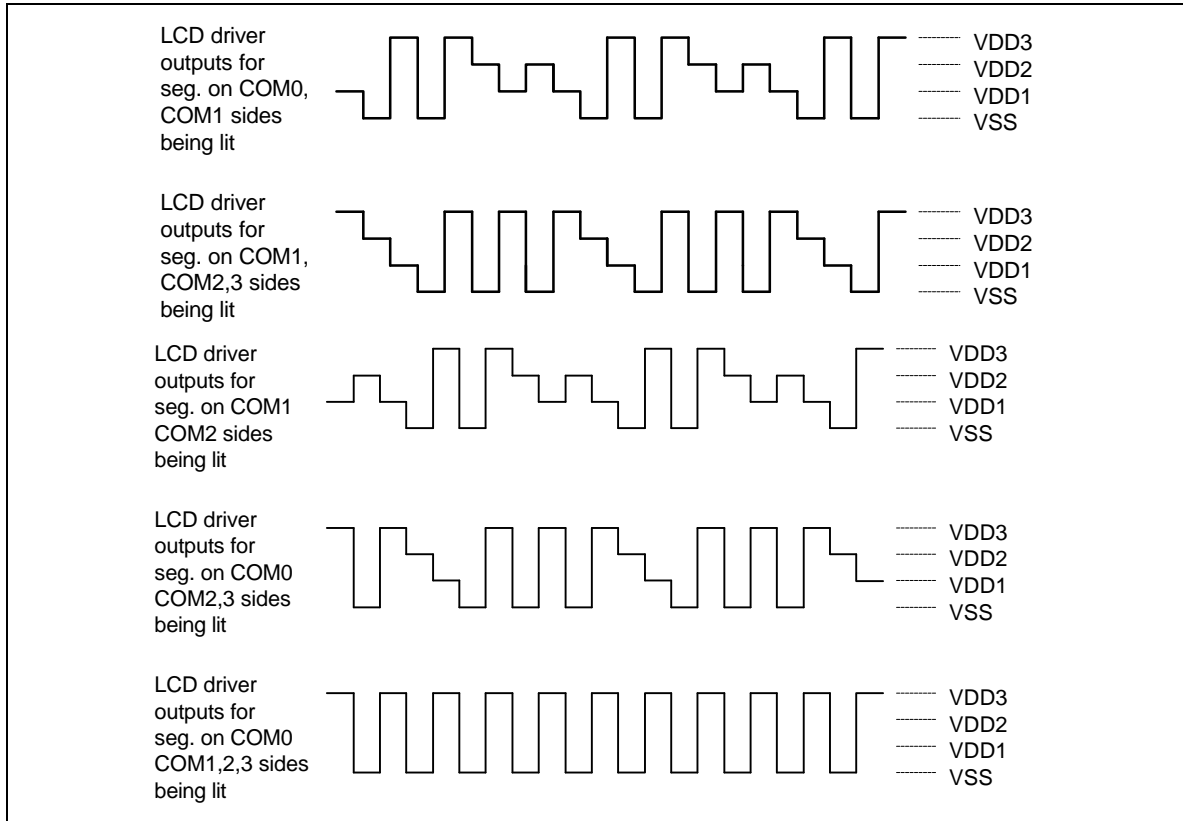 LCD driver
outputs for
seg. on COM0,
COM1 sides
being lit
VDD3
VDD2
VDD1
VSS
LCD driver
outputs for
seg. on COM1,
COM2,3 sides
being lit
VDD3
VDD2
VDD1
VSS
LCD driver
outputs for
seg. on COM1
COM2 sides
being lit
VDD3
VDD2
VDD1
VSS
LCD driver
outputs for
seg. on COM0
COM2,3 sides
being lit
VDD3
VDD2
VDD1
VSS
LCD driver
outputs for
seg. on COM0
COM1,2,3 sides
being lit
VDD3
VDD2
VDD1
VSS